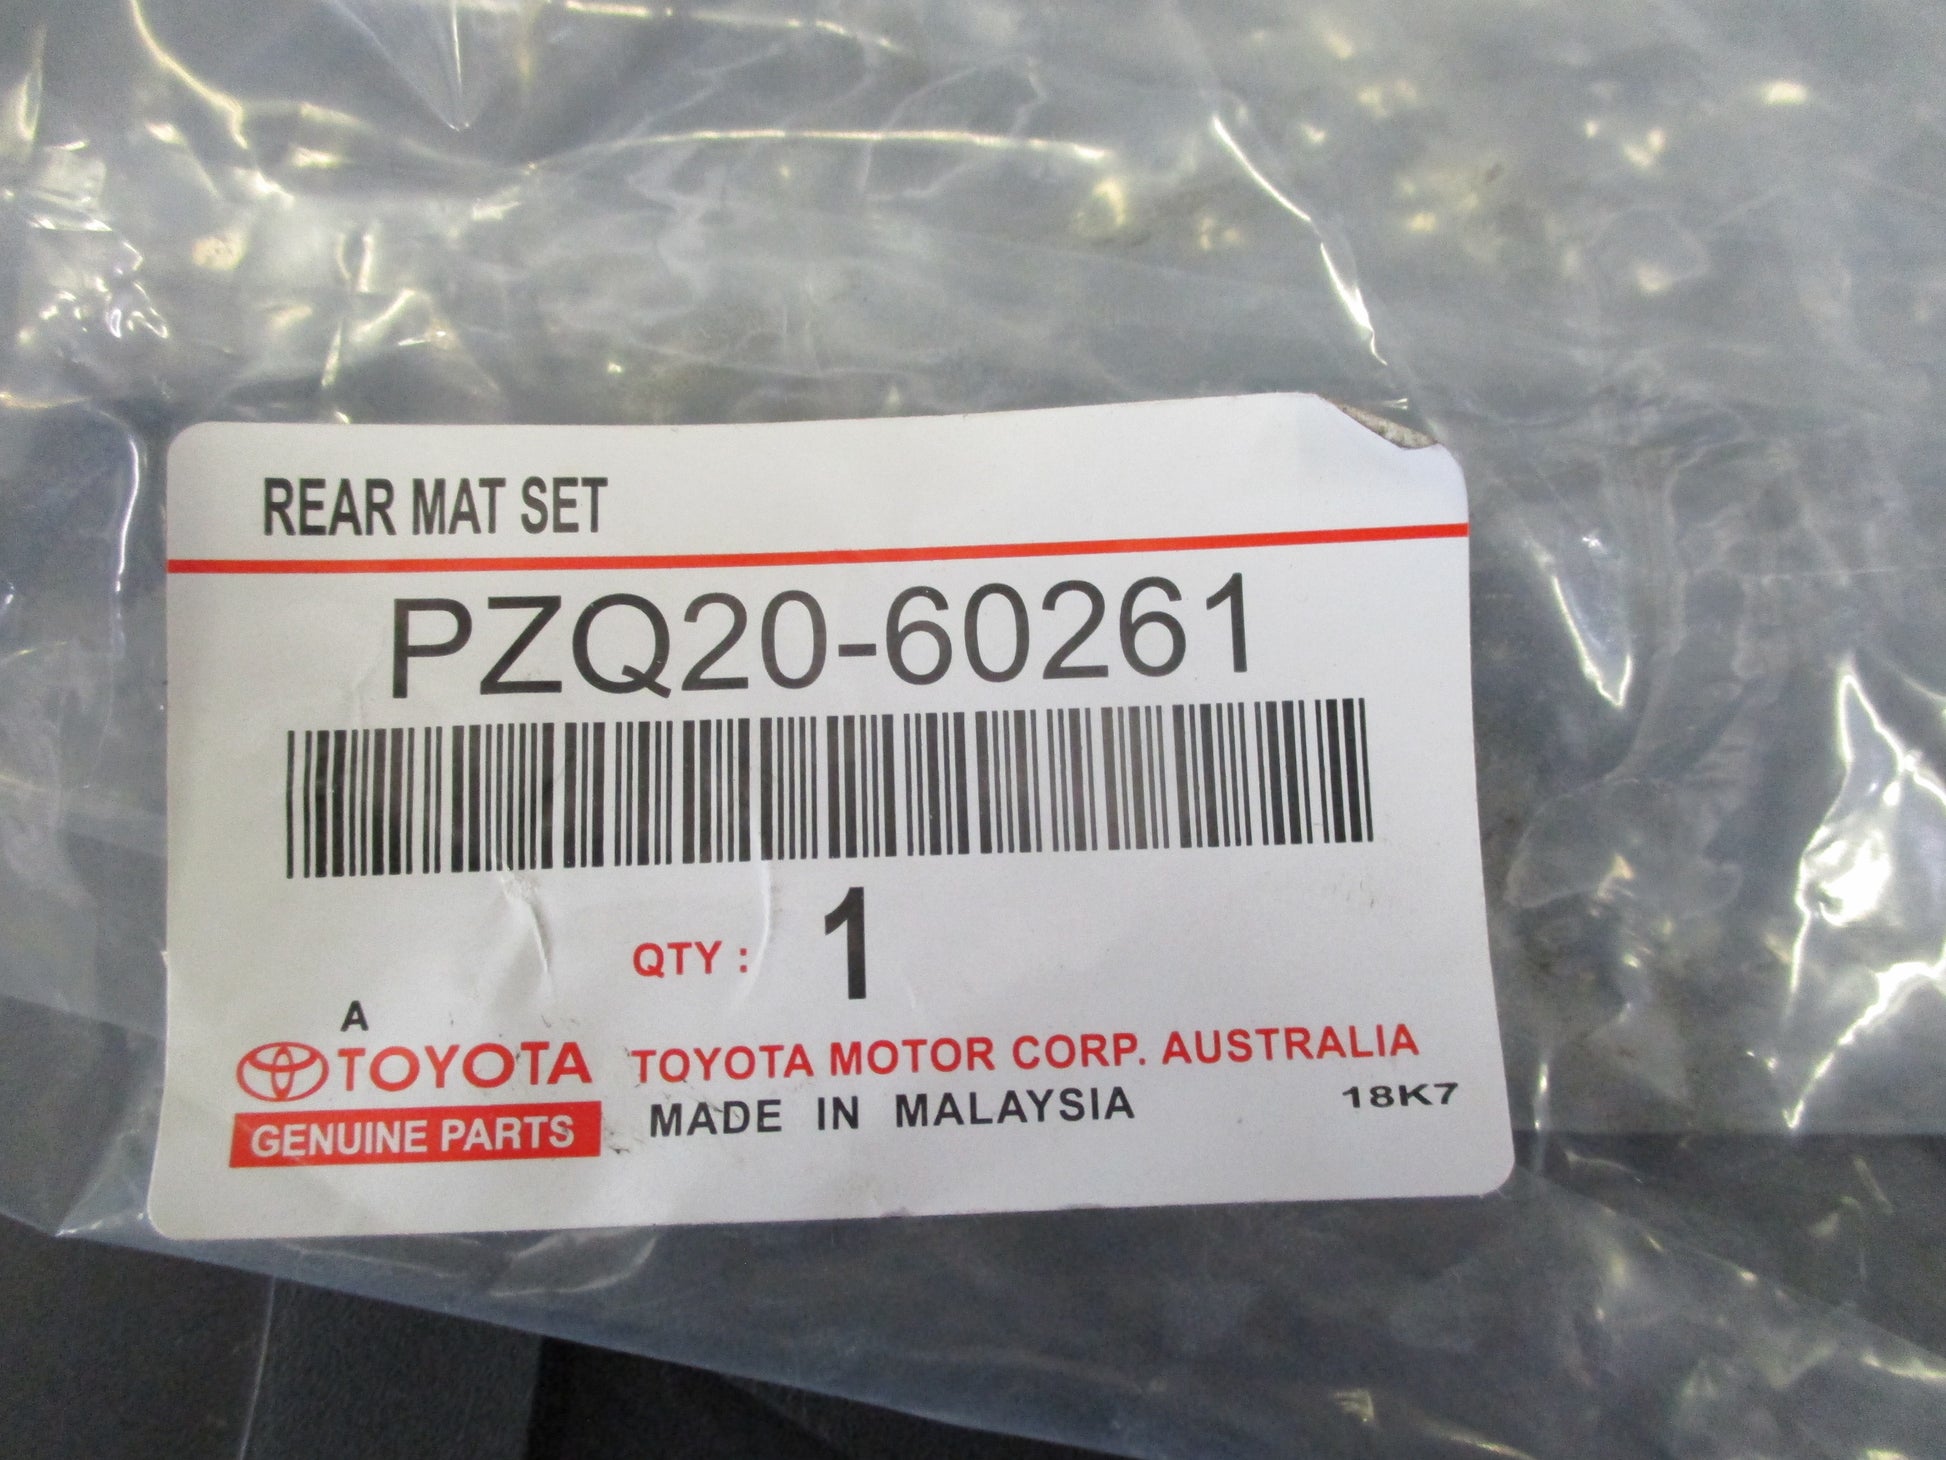 REAR MAT SET
PZQ20-60261
QTY : 1
A
TOYOTA
GENUINE PARTS
TOYOTA MOTOR CORP. AUSTRALIA
MADE IN MALAYSIA 18K7